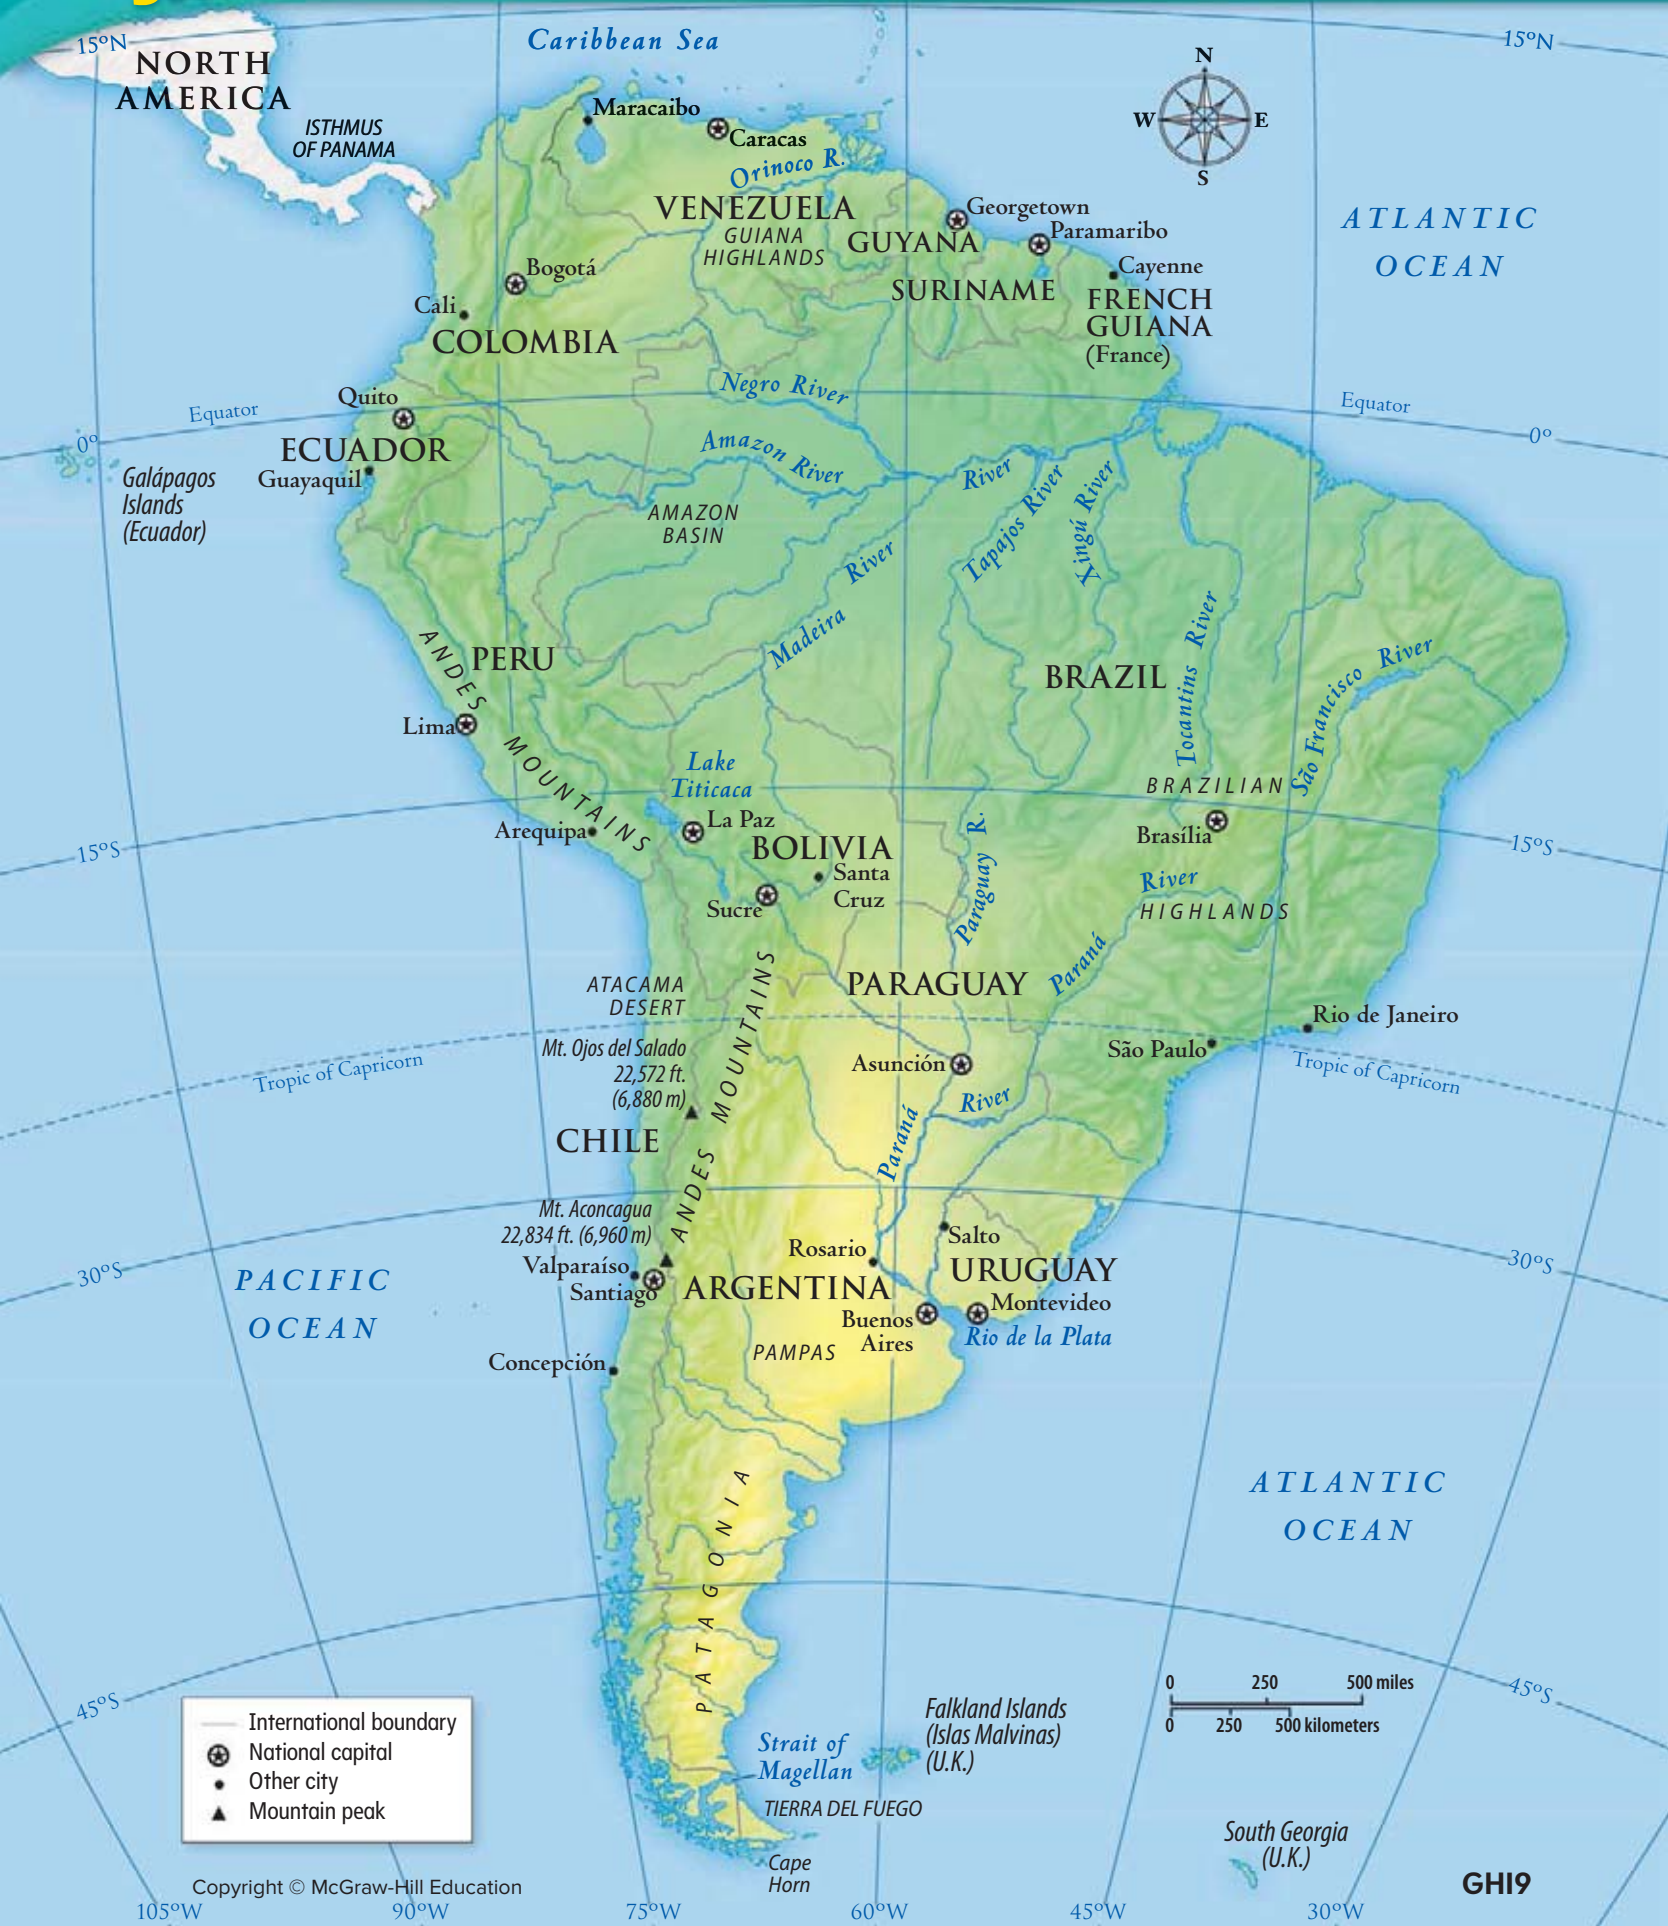 15°N
Caribbean Sea
15°N
NORTH
AMERICA
ISTHMUS
OF PANAMA
N
W
E
S
Maracaibo
Caracas
Orinoco R.
VENEZUELA
GUIANA
HIGHLANDS
Georgetown
GUYANA
Paramaribo
SURINAME
Cayenne
FRENCH
GUIANA
(France)
ATLANTIC
OCEAN
Bogotá
Cali
COLOMBIA
Quito
Equator
Negro River
Equator
0°
ECUADOR
Guayaquil
Amazon River
River
0°
Galápagos
Islands
(Ecuador)
AMAZON
BASIN
Tapajos River
Xingú River
Madeira River
Tocantins River
São Francisco River
ANDES MOUNTAINS
PERU
BRAZIL
Lima
Lake
Titicaca
BRAZILIAN
HIGHLANDS
Arequipa
La Paz
BOLIVIA
Santa
Cruz
Sucre
Paraguay R.
Brasília
15°S
15°S
Paraná River
ATACAMA
DESERT
ANDES MOUNTAINS
PARAGUAY
Rio de Janeiro
São Paulo
Mt. Ojos del Salado
22,572 ft.
(6,880 m)
Tropic of Capricorn
Asunción
Tropic of Capricorn
Paraná River
CHILE
Mt. Aconcagua
22,834 ft. (6,960 m)
Valparaíso
Santiago
Rosario
Salto
ARGENTINA
URUGUAY
30°S
30°S
PACIFIC
OCEAN
Buenos
Aires
Montevideo
Rio de la Plata
PAMPAS
Concepción
PATAGONIA
ATLANTIC
OCEAN
45°S
45°S
0 250 500 miles
0 250 500 kilometers
International boundary
National capital
Other city
Mountain peak
Falkland Islands
(Islas Malvinas)
(U.K.)
Strait of
Magellan
TIERRA DEL FUEGO
Cape
Horn
South Georgia
(U.K.)
Copyright © McGraw-Hill Education
GH19
105°W
90°W
75°W
60°W
45°W
30°W